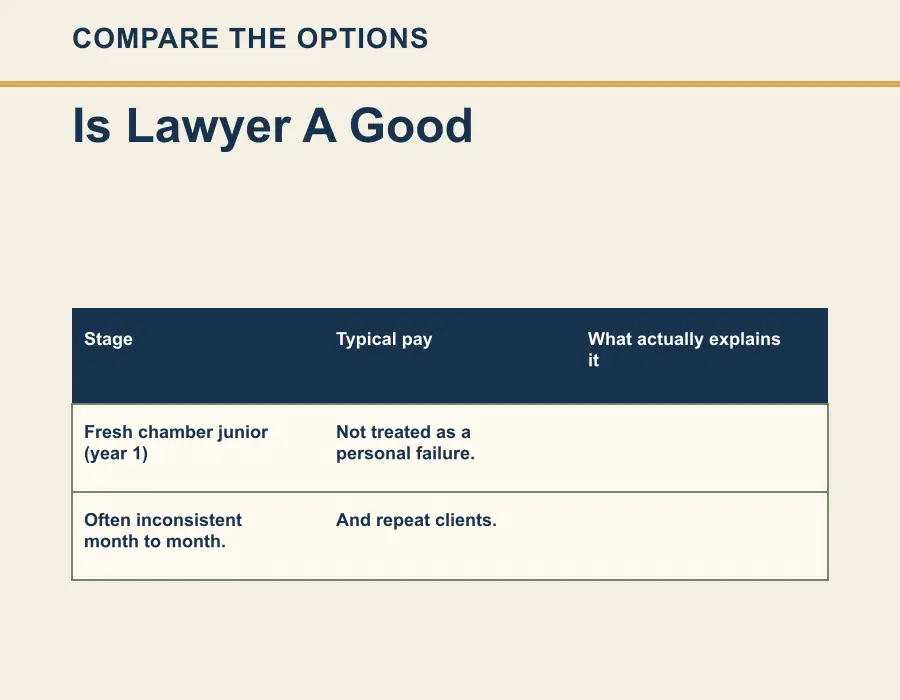 COMPARE THE OPTIONS
Is Lawyer A Good
Stage
Typical pay
What actually explains
it
Fresh chamber junior
(year 1)
Not treated as a
personal failure.
Often inconsistent
month to month.
And repeat clients.